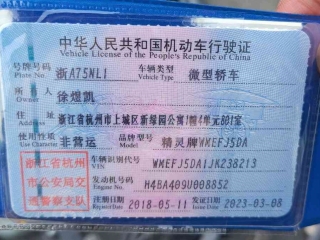 中华人民共和国机动车行驶证
Vehicle License of the People's Republic of China
号牌号码 浙A75NL1 车辆类型 微型轿车
Plate No. Vehicle Type
所有人 徐煜凯
Owner
住址 浙江省杭州市上城区新绿园公寓1幢4单元601室
Address
使用性质 非营运 品牌型号 精灵牌WMEFJ5DA
Use Character Model
浙江省杭州 车辆识别代号 WMEFJDA1JK238213
VIN
市公安局交 发动机号码 H4BA409U008852
Engine No.
通警察支队 注册日期 2018-05-11 发证日期 2023-03-08
Register Date Issue Date